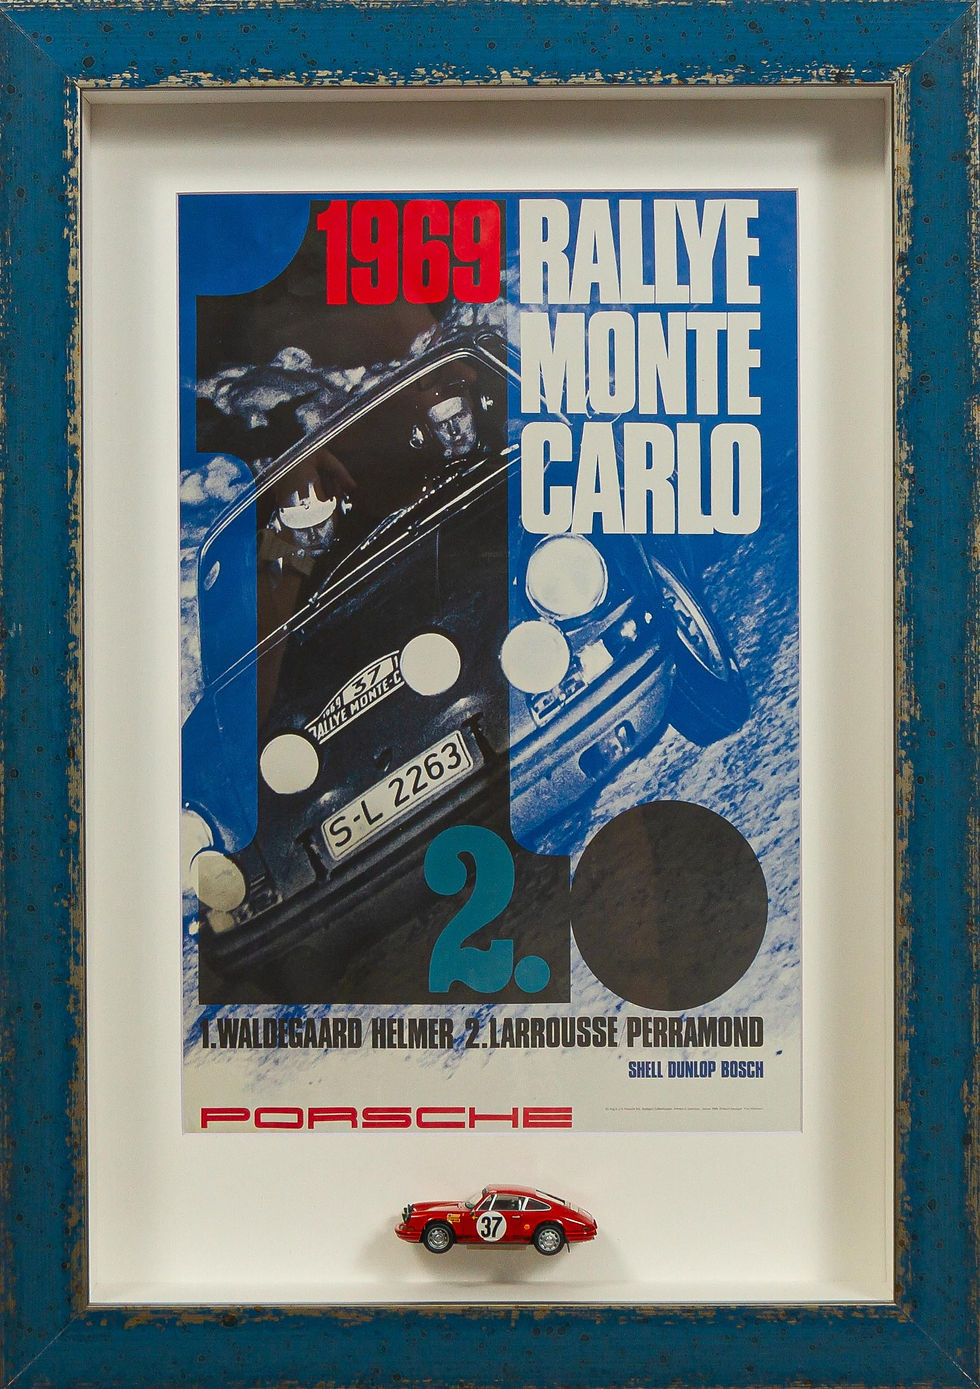 1969 RALLYE
MONTE
CARLO
37
1969
RALLYE MONTE-C
S-L 2263
1.
2.
1.WALDEGAARD HELMER 2.LARROUSSE PERRAMOND
SHELL DUNLOP BOSCH
PORSCHE
37